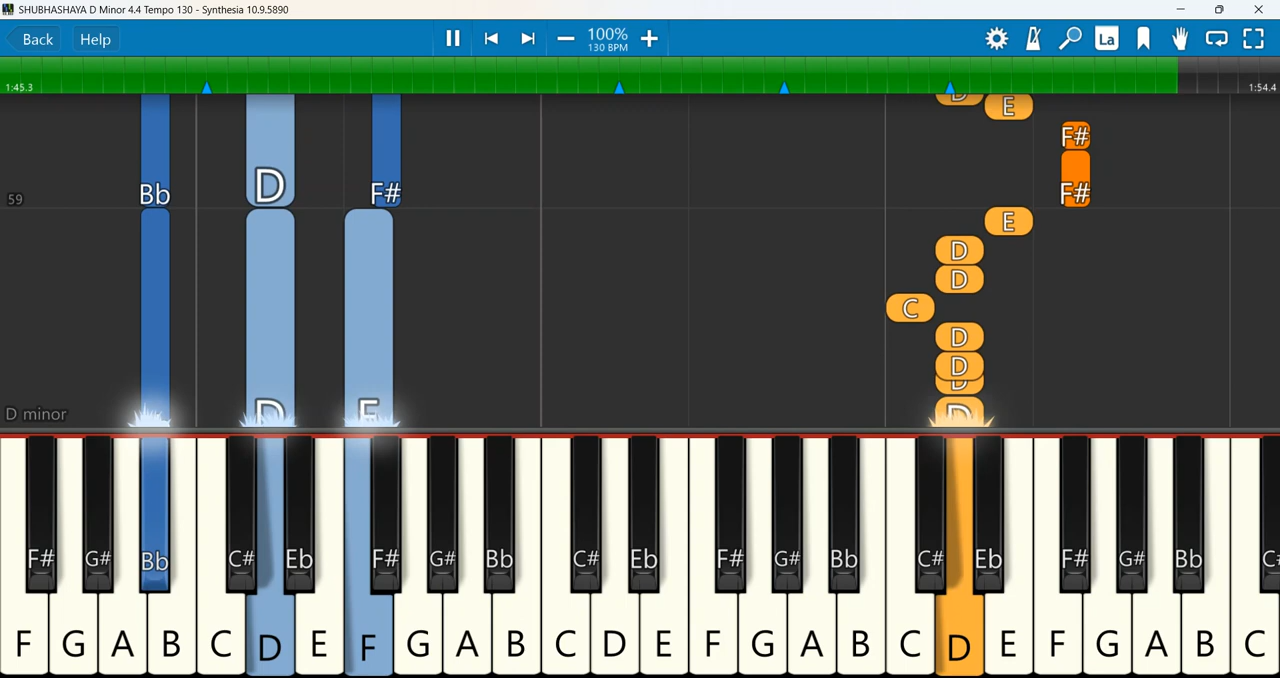 SHUBHASHAYA D Minor 4.4 Tempo 130 - Synthesia 10.9.5890
Back Help 100% La
130 BPM
1:45.3 1:54.4
D E
F#
Bb D F# F#
59
E
D
D
C
D
D
D
D minor D F D
F# G# Bb C# Eb F# G# Bb C# Eb F# G# Bb C# Eb F# G# Bb C
F G A B C D E F G A B C D E F G A B C D E F G A B C